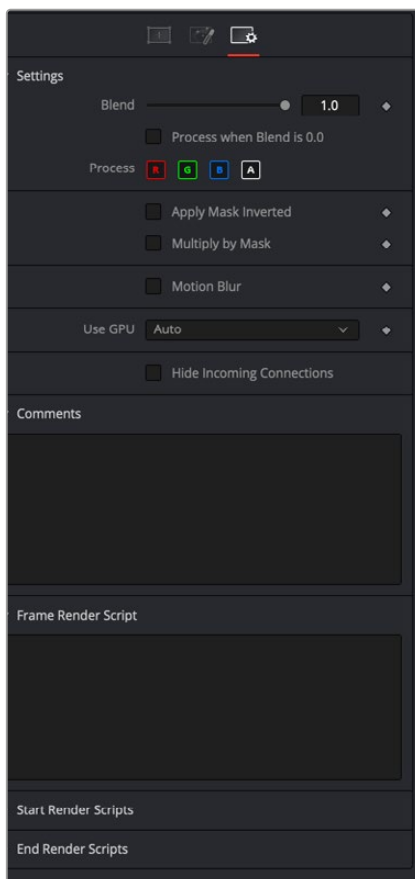 Settings
Blend 1.0
Process when Blend is 0.0
Process R G B A
Apply Mask Inverted
Multiply by Mask
Motion Blur
Use GPU Auto
Hide Incoming Connections
Comments
Frame Render Script
Start Render Scripts
End Render Scripts